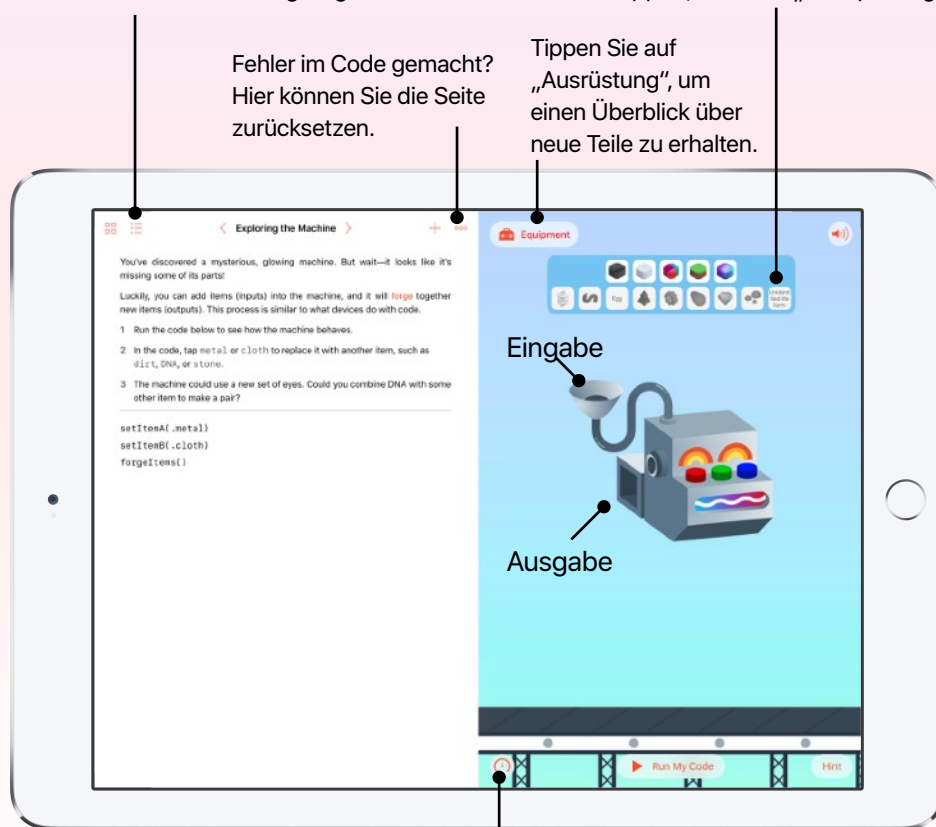 Fehler im Code gemacht?
Hier können Sie die Seite
zurücksetzen.
Tippen Sie auf
„Ausrüstung“, um
einen Überblick über
neue Teile zu erhalten.
Exploring the Machine
You've discovered a mysterious, glowing machine. But wait—it looks like it's
missing some of its parts!
Luckily, you can add items (inputs) into the machine, and it will forge together
new items (outputs). This process is similar to what devices do with code.
1 Run the code below to see how the machine behaves.
2 In the code, tap metal or cloth to replace it with another item, such as
dirt, DNA, or stone.
3 The machine could use a new set of eyes. Could you combine DNA with some
other item to make a pair?
setItemA(.metal)
setItemB(.cloth)
forgeItems()
Equipment
Egg
Eingabe
Ausgabe
Run My Code
Hint